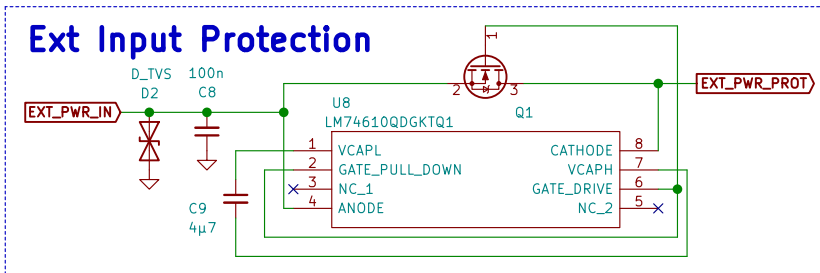 Ext Input Protection
D_TVS
D2
100n
C8
EXT_PWR_IN
1
2
3
Q1
EXT_PWR_PROT
U8
LM74610QDGKTQ1
1
VCAPL
2
GATE_PULL_DOWN
3
NC_1
4
ANODE
CATHODE
8
VCAPH
7
GATE_DRIVE
6
NC_2
5
C9
4µ7